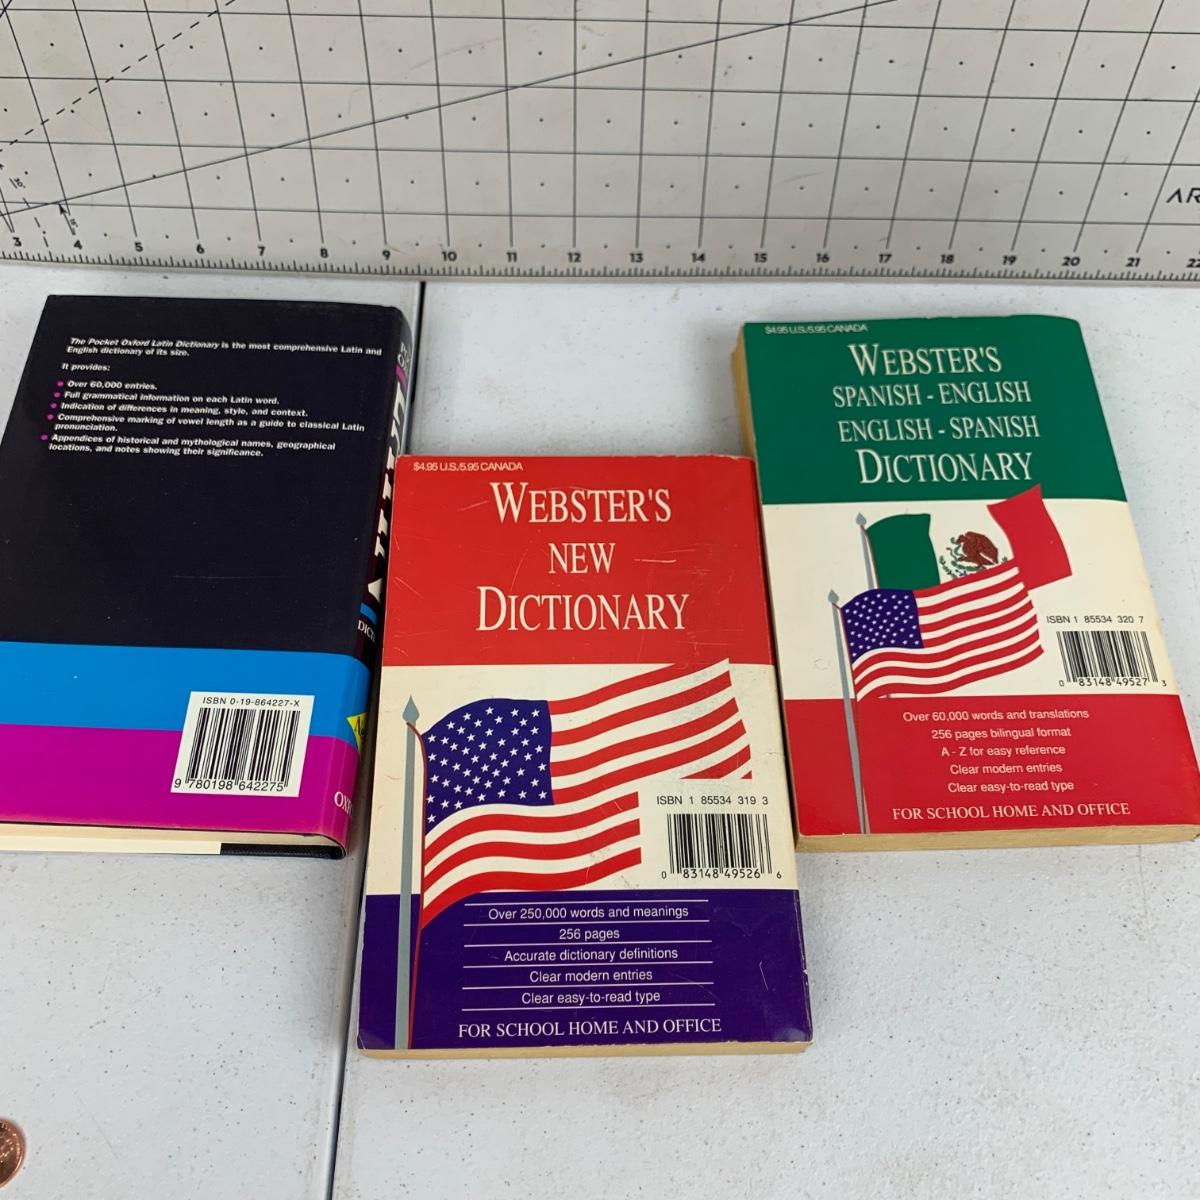 AR
3 4 5 6 7 8 9 10 11 12 13 14 15 16 17 18 19 20 21 22
The Pocket Oxford Latin Dictionary is the most comprehensive Latin and
English dictionary of its size.
It provides:
Over 60,000 entries.
Full grammatical information on each Latin word.
Indication of differences in meaning, style, and context.
Comprehensive marking of vowel length as a guide to classical Latin
pronunciation.
Appendices of historical and mythological names, geographical
locations, and notes showing their significance.
ISBN 0-19-864227-X
9 780198 642275
$4.95 U.S./5.95 CANADA
WEBSTER'S
NEW
DICTIONARY
ISBN 1 85534 319 3
0 83148 49526 6
Over 250,000 words and meanings
256 pages
Accurate dictionary definitions
Clear modern entries
Clear easy-to-read type
FOR SCHOOL HOME AND OFFICE
$4.95 U.S./5.95 CANADA
WEBSTER'S
SPANISH - ENGLISH
ENGLISH - SPANISH
DICTIONARY
ISBN 1 85534 320 7
0 83148 49527 3
Over 60,000 words and translations
256 pages bilingual format
A - Z for easy reference
Clear modern entries
Clear easy-to-read type
FOR SCHOOL HOME AND OFFICE